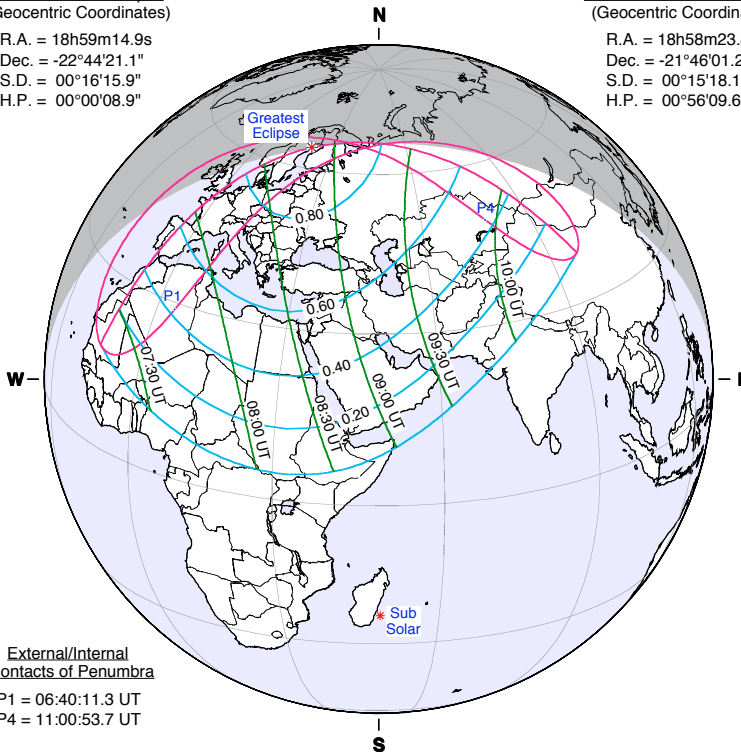 (Geocentric Coordinates)
R.A. = 18h59m14.9s
Dec. = -22°44'21.1"
S.D. = 00°16'15.9"
H.P. = 00°00'08.9"
N
(Geocentric Coordina
R.A. = 18h58m23.
Dec. = -21°46'01.2
S.D. = 00°15'18.1
H.P. = 00°56'09.6
Greatest
Eclipse
0.80
P4
P1
0.60
10:00 UT
0.40
0.20
07:30 UT
08:00 UT
08:30 UT
09:00 UT
09:30 UT
W
Sub
Solar
External/Internal
ontacts of Penumbra
P1 = 06:40:11.3 UT
P4 = 11:00:53.7 UT
S